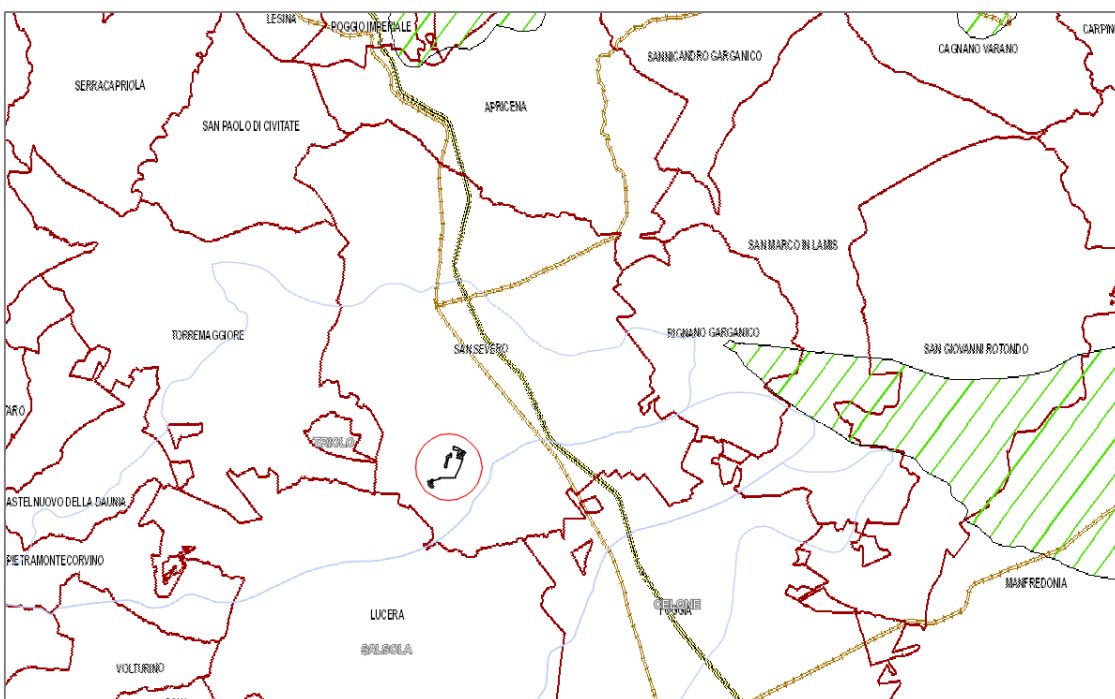 LESINA
POGGIO IMPERIALE
CARPIN
CAGNANO VARANO
SANNICANDRO GARGANICO
SERRACAPRIOLA
APRICENA
SAN PAOLO DI CIVITATE
SAN MARCO IN LAMIS
TORREMAGGIORE
RIGNANO GARGANICO
SAN SEVERO
SAN GIOVANNI ROTONDO
TARO
TRIOLO
ASTELNUOVO DELLA DAUNIA
PIETRAMONTECORVINO
MANFREDONIA
CELONE
FOGGIA
LUCERA
SALSOLA
VOLTURINO